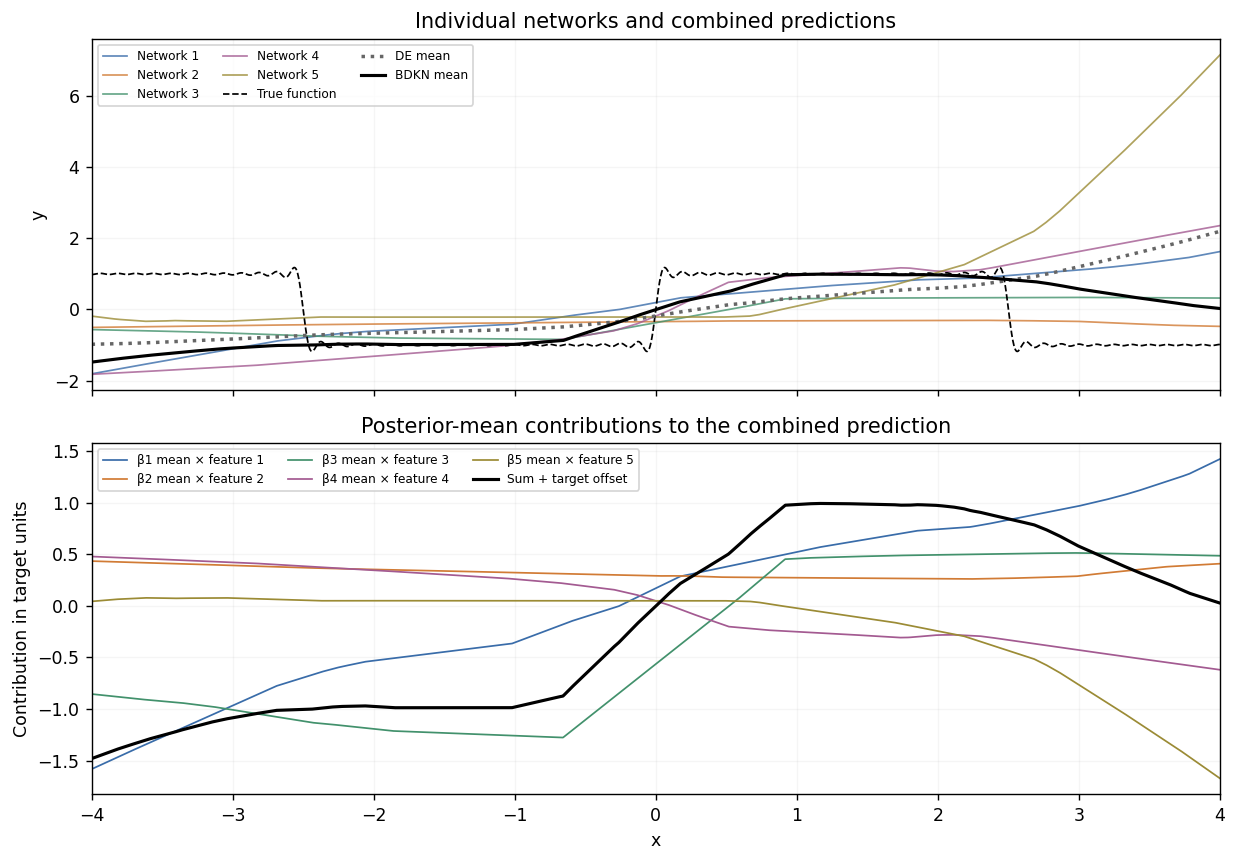 Individual networks and combined predictions
Network 1
Network 2
Network 3
Network 4
Network 5
True function
DE mean
BDKN mean
6
4
2
0
−2
y
Posterior-mean contributions to the combined prediction
β1 mean × feature 1
β2 mean × feature 2
β3 mean × feature 3
β4 mean × feature 4
β5 mean × feature 5
Sum + target offset
1.5
1.0
0.5
0.0
−0.5
−1.0
−1.5
Contribution in target units
−4 −3 −2 −1 0 1 2 3 4
x